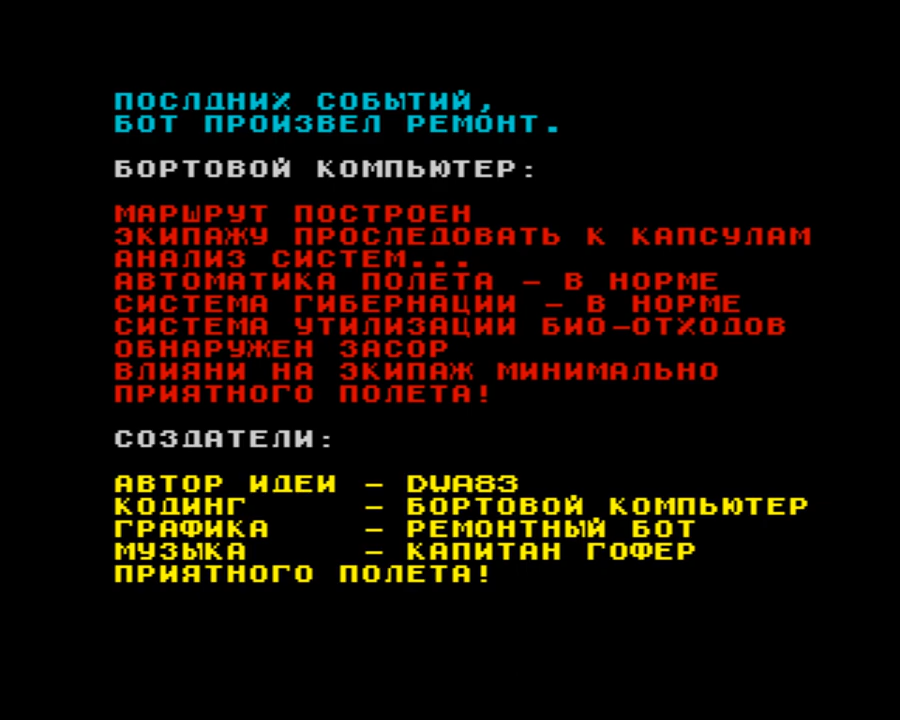 ПОСЛДНИХ СОБЫТИЙ,
БОТ ПРОИЗВЕЛ РЕМОНТ.
БОРТОВОЙ КОМПЬЮТЕР:
МАРШРУТ ПОСТРОЕН
ЭКИПАЖУ ПРОСЛЕДОВАТЬ К КАПСУЛАМ
АНАЛИЗ СИСТЕМ...
АВТОМАТИКА ПОЛЕТА - В НОРМЕ
СИСТЕМА ГИБЕРНАЦИИ - В НОРМЕ
СИСТЕМА УТИЛИЗАЦИИ БИО-ОТХОДОВ
ОБНАРУЖЕН ЗАСОР
ВЛИЯНИ НА ЭКИПАЖ МИНИМАЛЬНО
ПРИЯТНОГО ПОЛЕТА!
СОЗДАТЕЛИ:
АВТОР ИДЕИ - DWA83
КОДИНГ - БОРТОВОЙ КОМПЬЮТЕР
ГРАФИКА - РЕМОНТНЫЙ БОТ
МУЗЫКА - КАПИТАН ГОФЕР
ПРИЯТНОГО ПОЛЕТА!